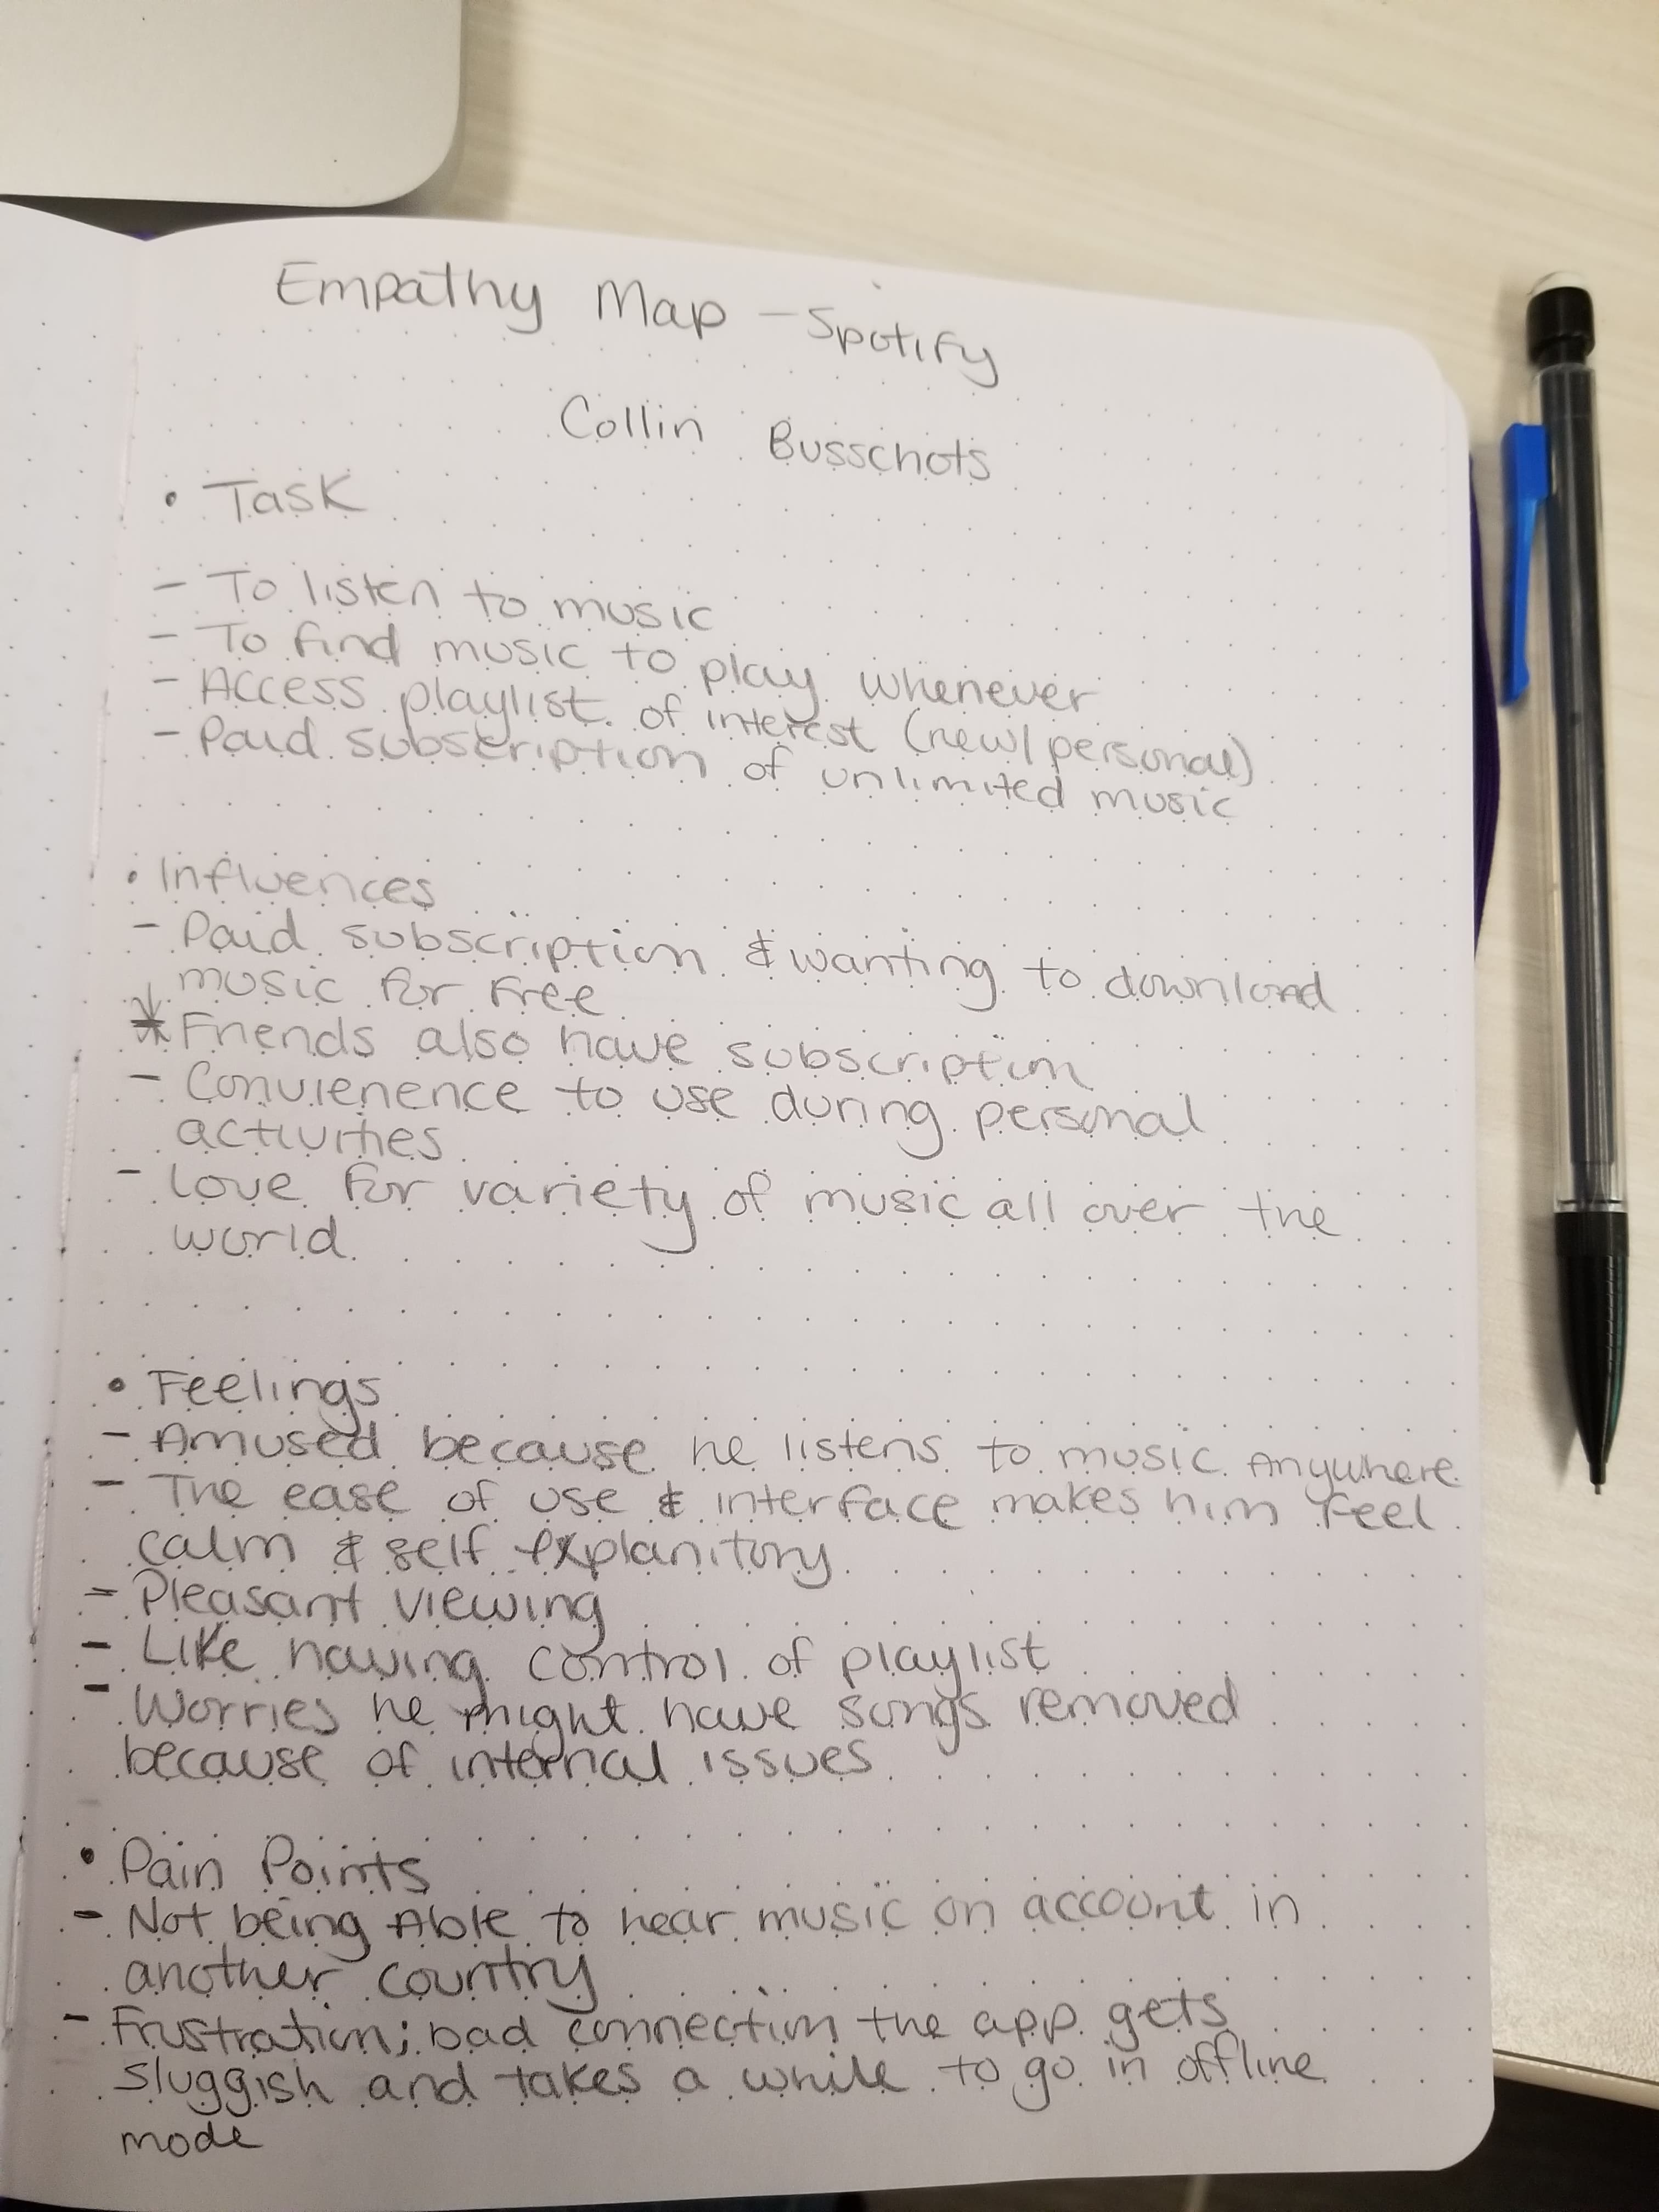 Empathy Map - Spotify
Collin Busschots
• Task
- To listen to music
- To find music to play whenever
- Access playlist of interest (new/personal)
- Paid subscription of unlimited music
• Influences
- Paid subscription & wanting to download
music for free
* Friends also have subscription
- Convienence to use during personal
activities
- Love for variety of music all over the
world
• Feelings
- Amused because he listens to music Anywhere
- The ease of use & interface makes him feel
calm & self explanitory
- Pleasant viewing
- Like having control of playlist
- Worries he might have songs removed
because of internal issues
• Pain Points
- Not being Able to hear music on account in
another country
- Frustration; bad connection the app gets
sluggish and takes a while to go in offline
mode